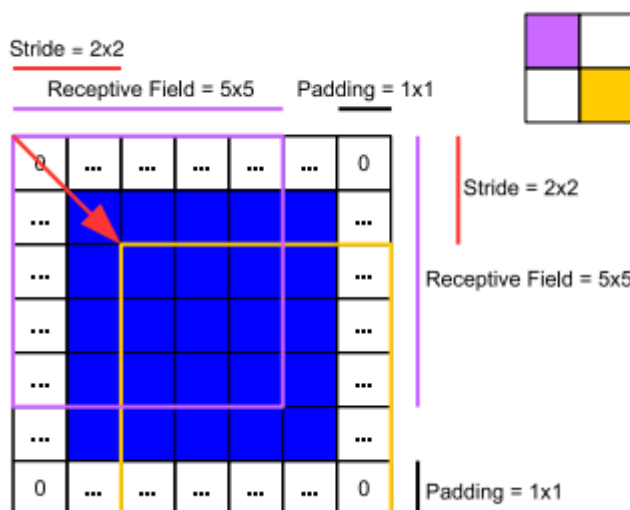 Stride = 2x2
Receptive Field = 5x5 Padding = 1x1
0 ... ... ... ... ... 0
... ...
Stride = 2x2
... ...
Receptive Field = 5x5
... ...
... ...
... ...
0 ... ... ... ... ... 0
Padding = 1x1